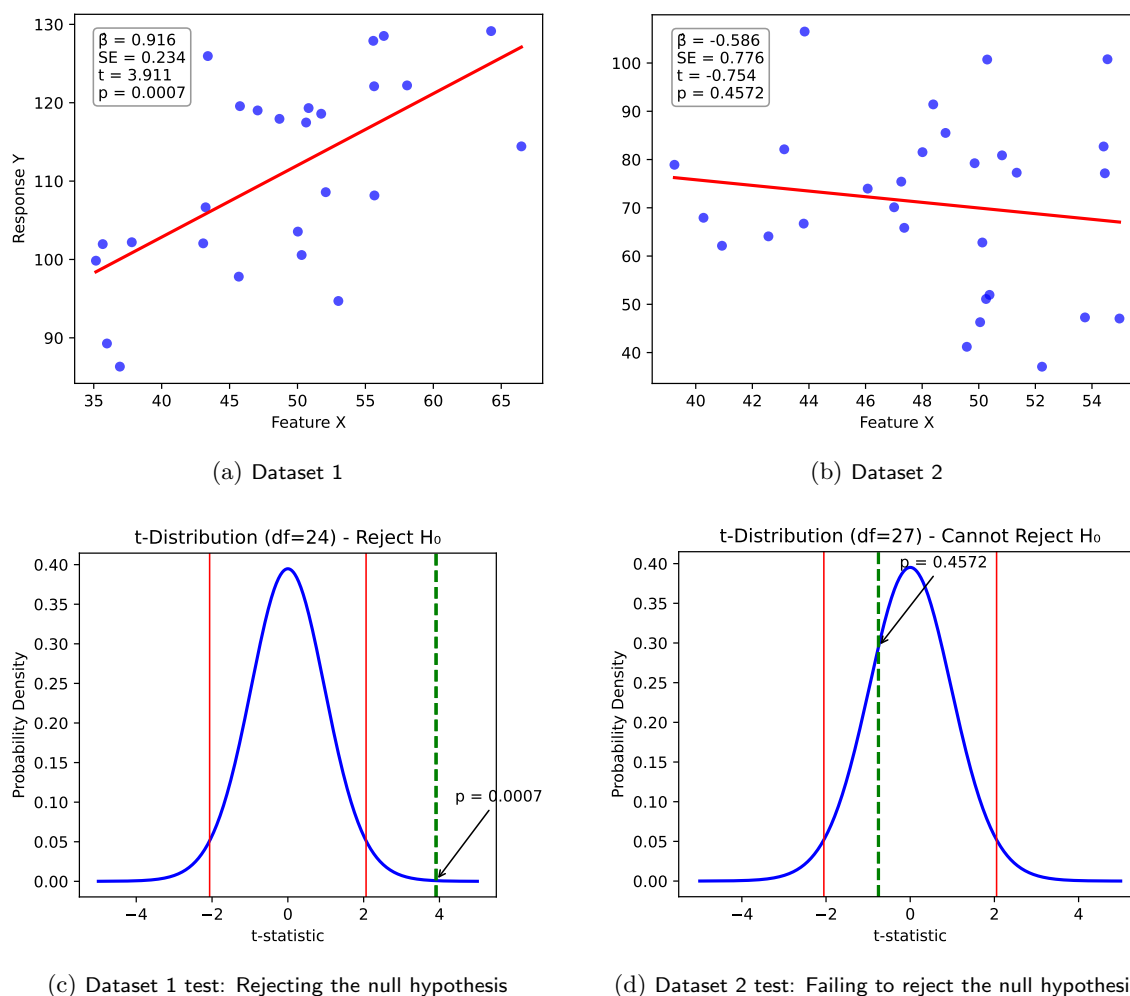 β = 0.916
SE = 0.234
t = 3.911
p = 0.0007
130
120
110
100
90
Response Y
35 40 45 50 55 60 65
Feature X
(a) Dataset 1
β = -0.586
SE = 0.776
t = -0.754
p = 0.4572
100
90
80
70
60
50
40
40 42 44 46 48 50 52 54
Feature X
(b) Dataset 2
t-Distribution (df=24) - Reject H₀
0.40
0.35
0.30
0.25
0.20
0.15
0.10
0.05
0.00
Probability Density
p = 0.0007
−4 −2 0 2 4
t-statistic
(c) Dataset 1 test: Rejecting the null hypothesis
t-Distribution (df=27) - Cannot Reject H₀
p = 0.4572
0.40
0.35
0.30
0.25
0.20
0.15
0.10
0.05
0.00
Probability Density
−4 −2 0 2 4
t-statistic
(d) Dataset 2 test: Failing to reject the null hypothesi